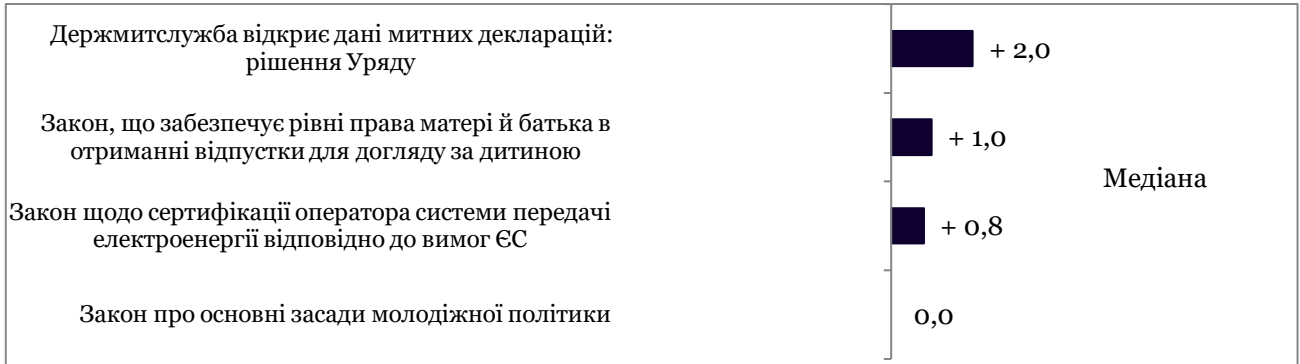 Держмитслужба відкриє дані митних декларацій:
рішення Уряду
+ 2,0
Закон, що забезпечує рівні права матері й батька в
отриманні відпустки для догляду за дитиною
+ 1,0
Медіана
Закон щодо сертифікації оператора системи передачі
електроенергії відповідно до вимог ЄС
+ 0,8
Закон про основні засади молодіжної політики
0,0